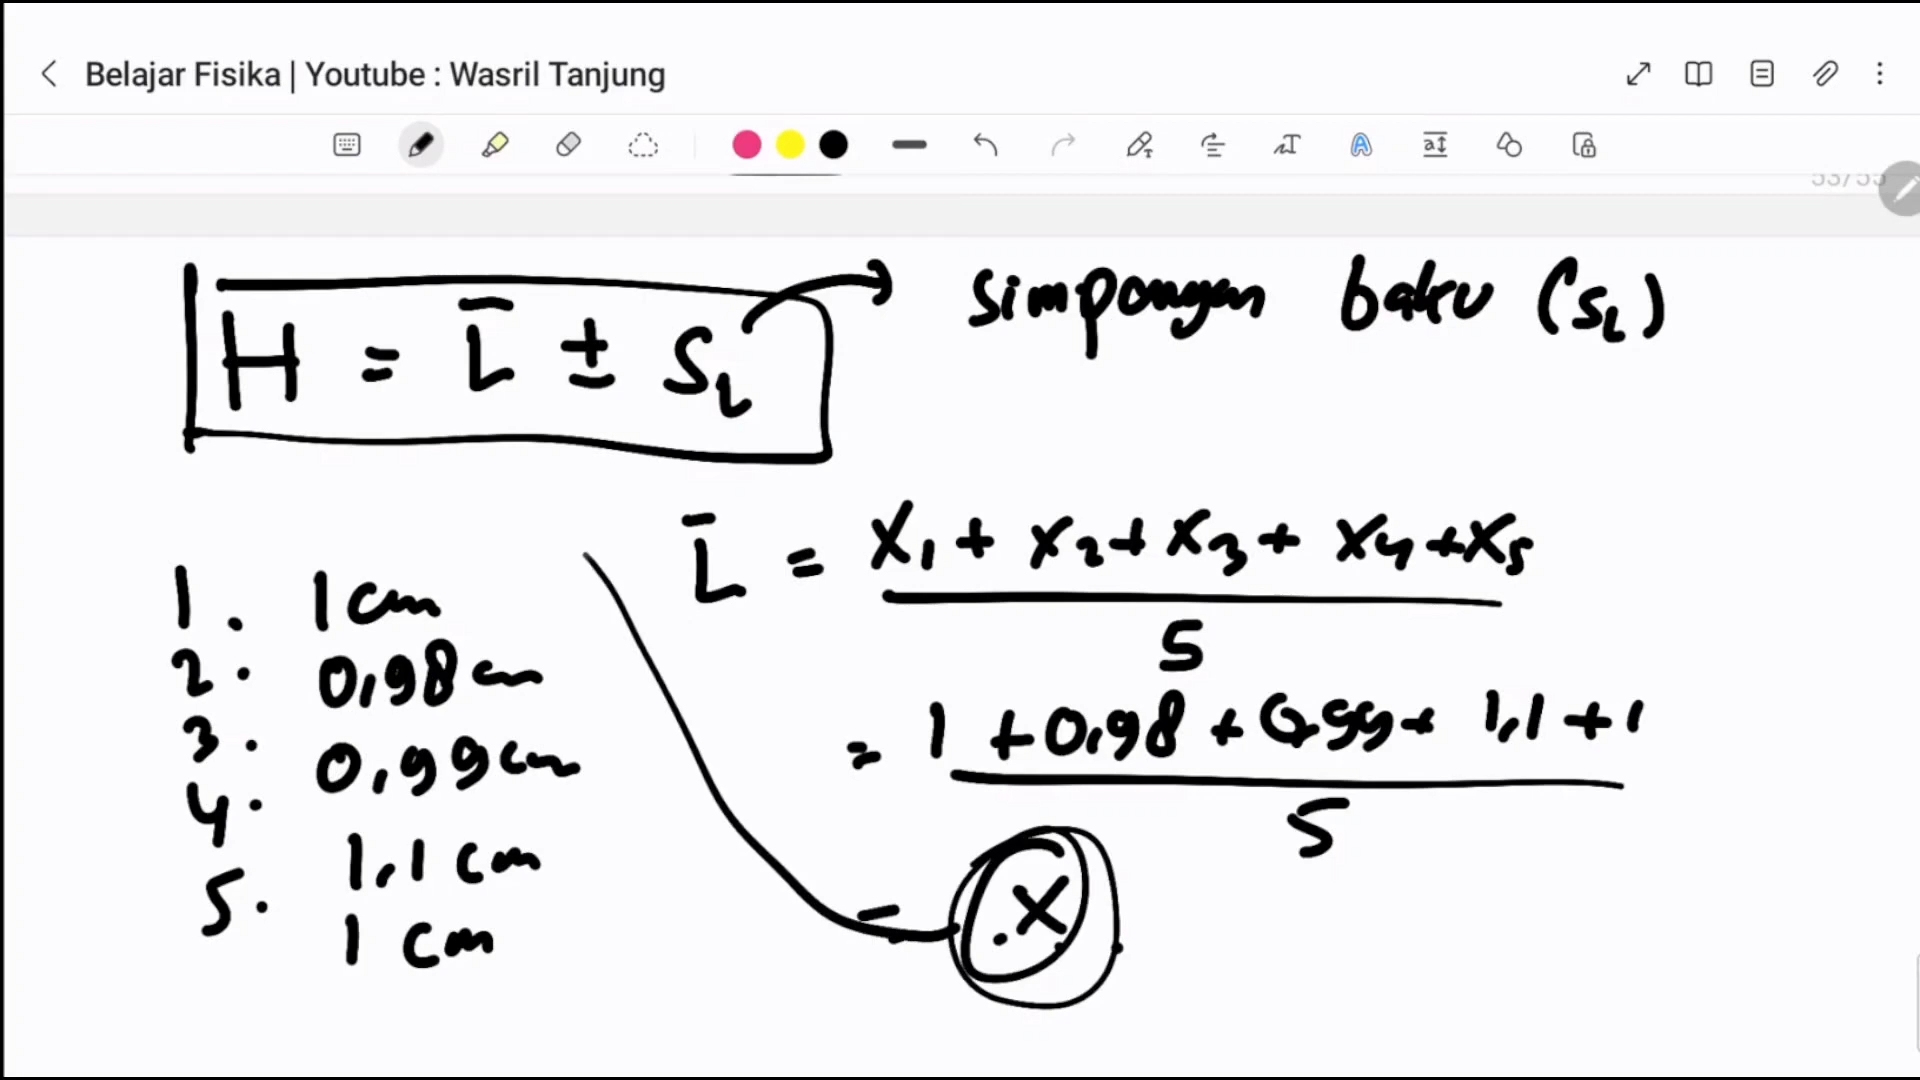 Belajar Fisika | Youtube : Wasril Tanjung
53/55
H = L̄ ± S_L
simpangan baku (S_L)
L̄ = x₁ + x₂ + x₃ + x₄ + x₅
5
1. 1 cm
2. 0,98 cm
3. 0,99 cm
4. 1,1 cm
5. 1 cm
= 1 + 0,98 + 0,99 + 1,1 + 1
5
= x